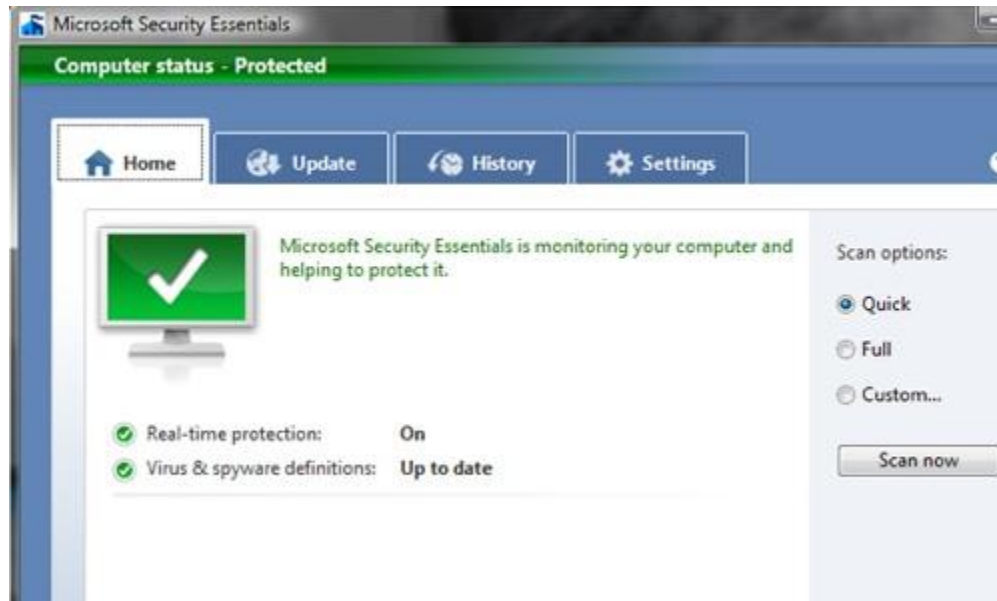 Microsoft Security Essentials
Computer status - Protected
Home Update History Settings
Microsoft Security Essentials is monitoring your computer and
helping to protect it.
Real-time protection: On
Virus & spyware definitions: Up to date
Scan options:
Quick
Full
Custom...
Scan now